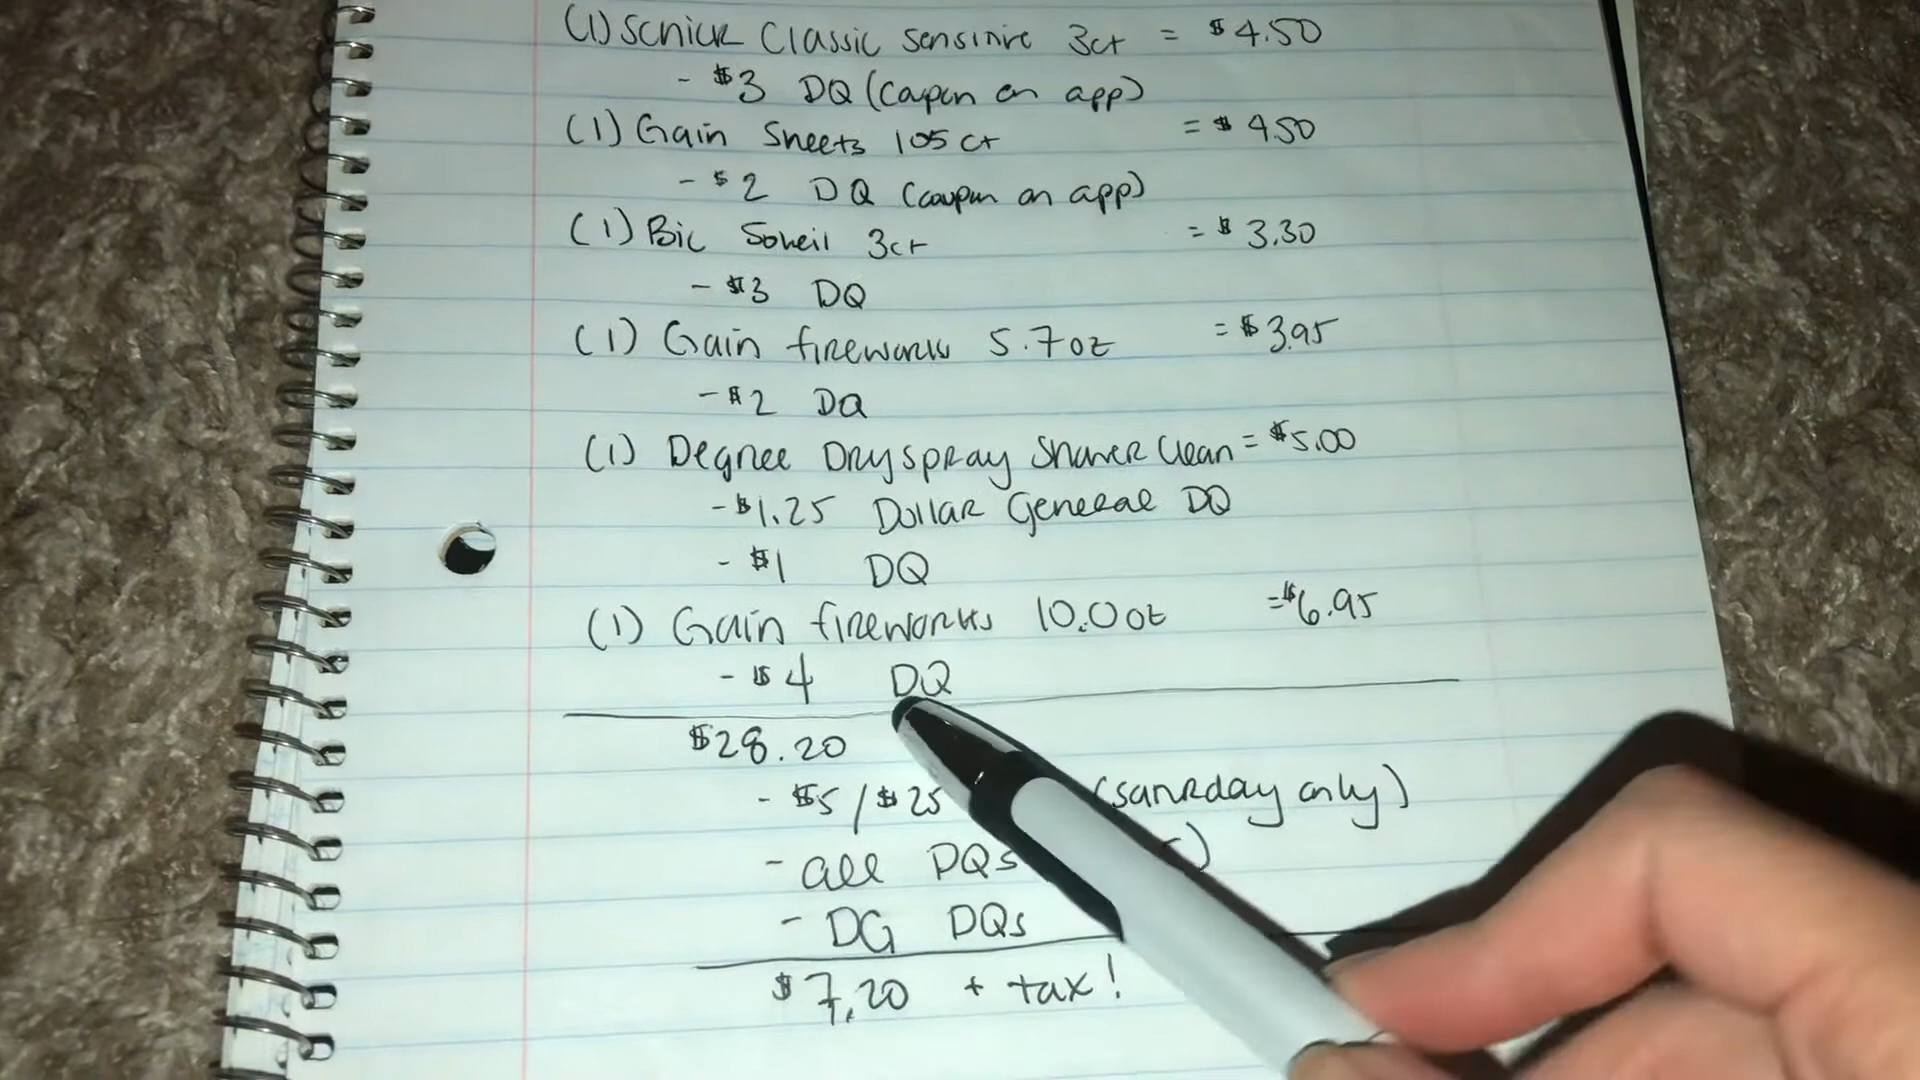 (1) Schick Classic Sensitive 3ct = $4.50
- $3 DQ (Coupon on app)
(1) Gain Sheets 105 ct = $4.50
- $2 DQ (coupon on app)
(1) Bic Soleil 3ct = $3.30
- $3 DQ
(1) Gain fireworks 5.7oz = $3.95
- $2 DQ
(1) Degree Dryspray Shower Clean = $5.00
- $1.25 Dollar General DQ
- $1 DQ
(1) Gain fireworks 10.0oz = $6.95
- $4 DQ
$28.20
- $5/$25 (saturday only)
- all DQs
- DG DQs
$7.20 + tax!